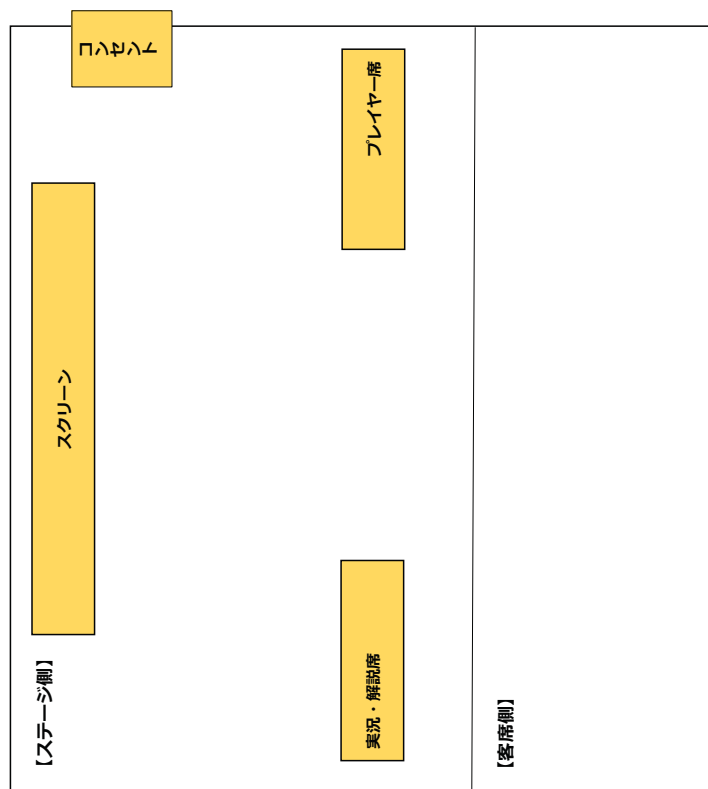 【ステージ側】
スクリーン
コンセント
実況・解説席
プレイヤー席
【客席側】